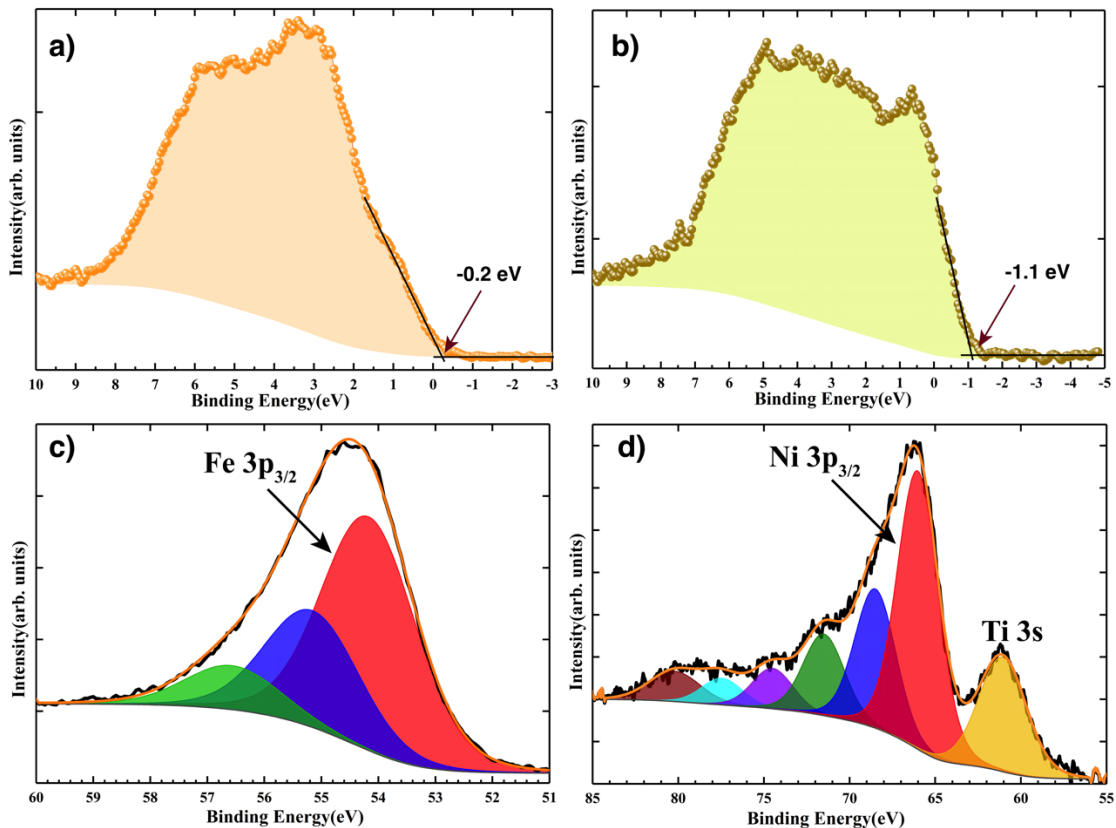 a)
-0.2 eV
Intensity(arb. units)
10 9 8 7 6 5 4 3 2 1 0 -1 -2 -3
Binding Energy(eV)
b)
-1.1 eV
Intensity(arb. units)
10 9 8 7 6 5 4 3 2 1 0 -1 -2 -3 -4 -5
Binding Energy(eV)
c)
Fe 3p3/2
Intensity(arb. units)
60 59 58 57 56 55 54 53 52 51
Binding Energy(eV)
d)
Ni 3p3/2
Ti 3s
Intensity(arb. units)
85 80 75 70 65 60 55
Binding Energy(eV)